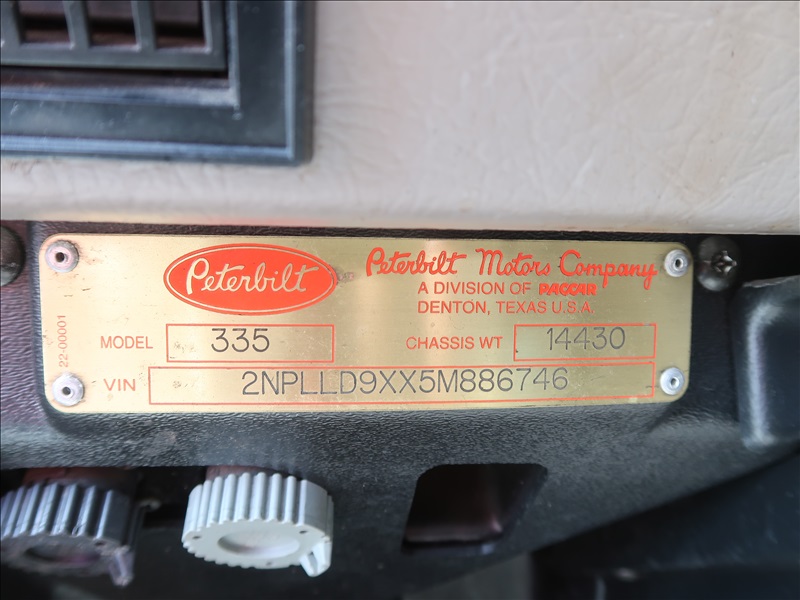 Peterbilt
Peterbilt Motors Company
A DIVISION OF PACCAR
DENTON, TEXAS U.S.A.
MODEL 335 CHASSIS WT 14430
VIN 2NPLLD9XX5M886746
22-00001